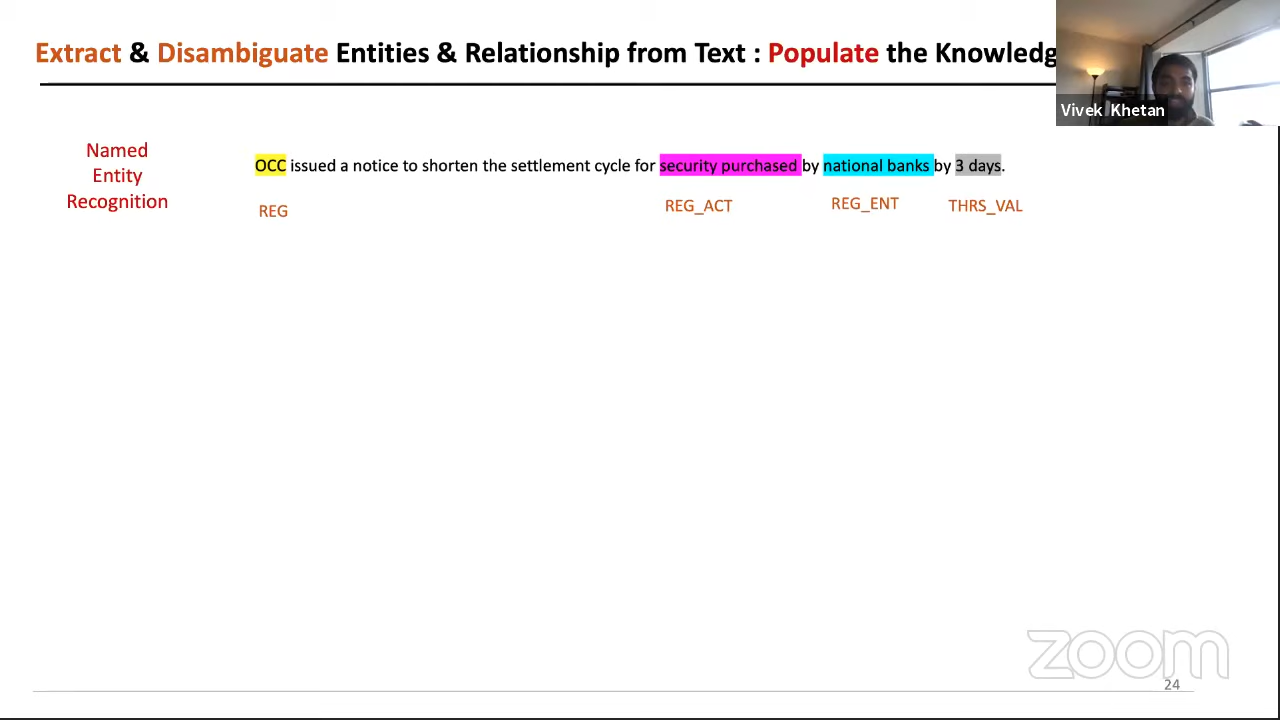 Extract & Disambiguate Entities & Relationship from Text : Populate the Knowledg
Vivek Khetan
Named
Entity
Recognition
OCC issued a notice to shorten the settlement cycle for security purchased by national banks by 3 days.
REG REG_ACT REG_ENT THRS_VAL
zoom
24